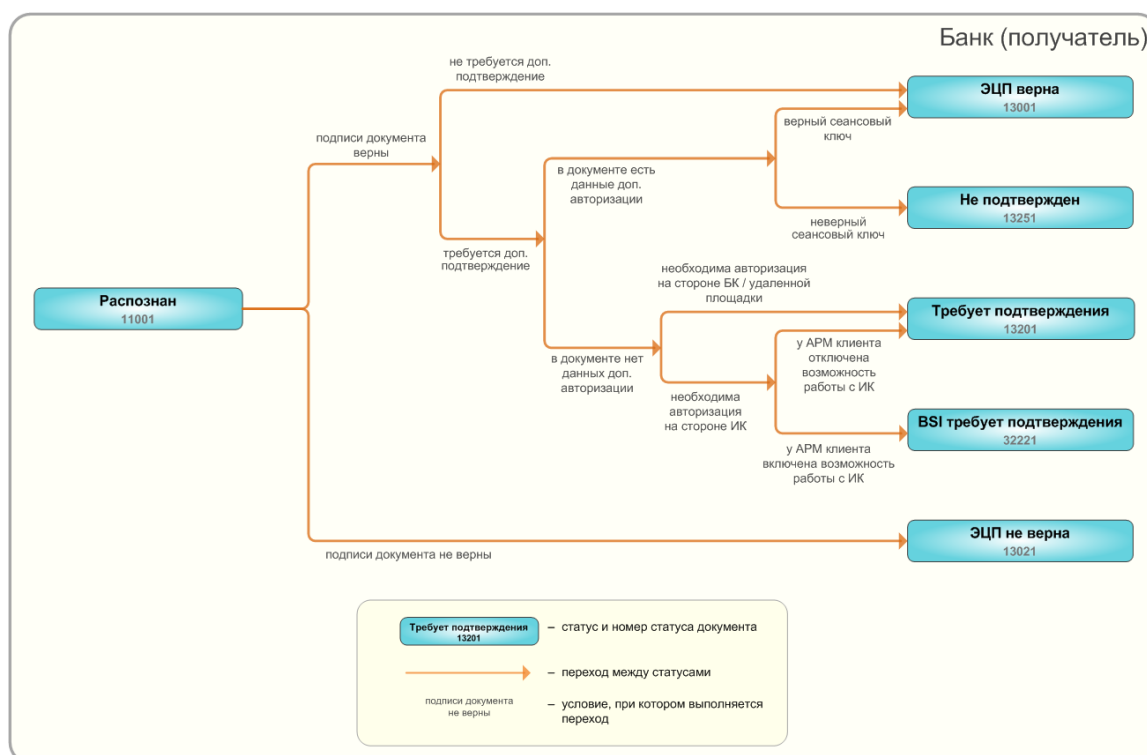 Банк (получатель)
не требуется доп.
подтверждение
ЭЦП верна
13001
верный сеансовый
ключ
подписи документа
верны
в документе есть
данные доп.
авторизации
Не подтвержден
13251
неверный
сеансовый ключ
требуется доп.
подтверждение
необходима авторизация
на стороне БК / удаленной
площадки
Распознан
11001
Требует подтверждения
13201
у АРМ клиента
отключена
возможность
работы с ИК
в документе нет
данных доп.
авторизации
необходима
авторизация
на стороне ИК
BSI требует подтверждения
32221
у АРМ клиента
включена возможность
работы с ИК
ЭЦП не верна
13021
подписи документа не верны
Требует подтверждения
13201
– статус и номер статуса документа
– переход между статусами
подписи документа
не верны
– условие, при котором выполняется
переход